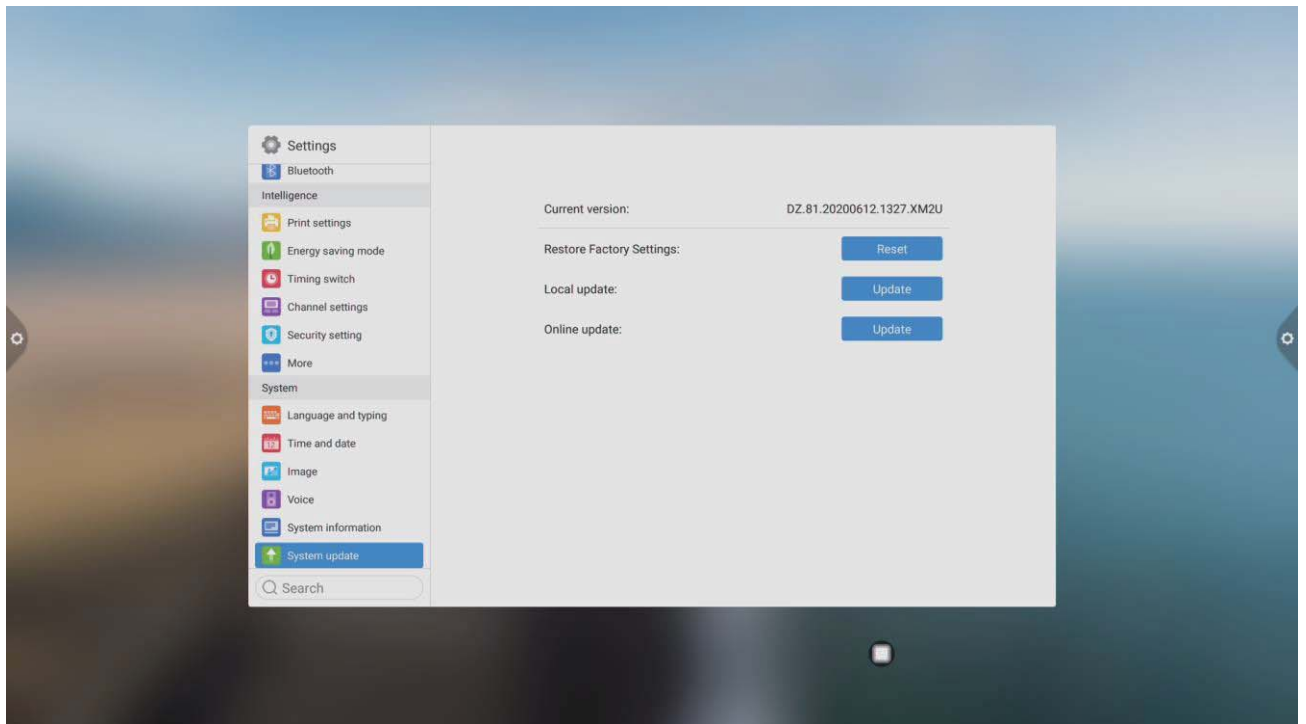 Settings
Bluetooth
Intelligence
Print settings
Energy saving mode
Timing switch
Channel settings
Security setting
More
System
Language and typing
Time and date
Image
Voice
System information
System update
Search
Current version: DZ.81.20200612.1327.XM2U
Restore Factory Settings: Reset
Local update: Update
Online update: Update